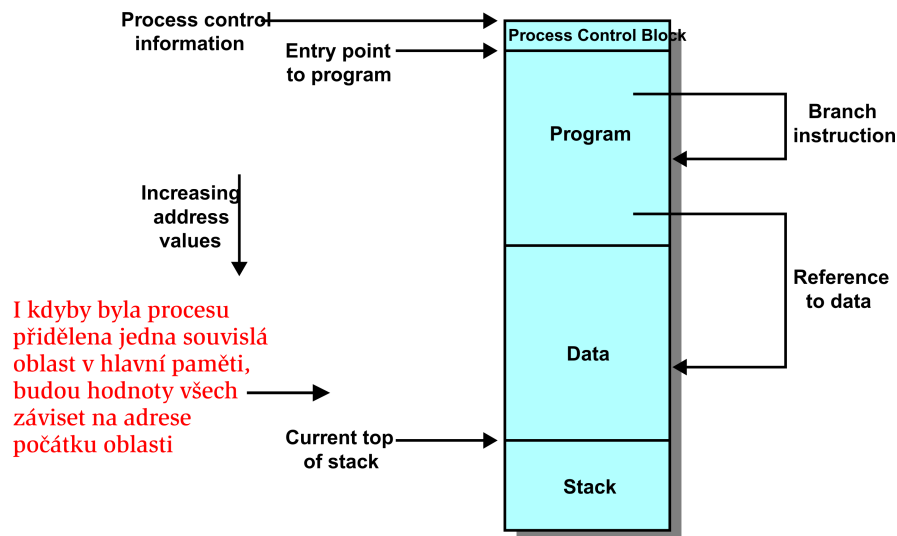 Process control
information
Process Control Block
Entry point
to program
Program
Branch
instruction
Increasing
address
values
Reference
to data
I kdyby byla procesu
přidělena jedna souvislá
oblast v hlavní paměti,
budou hodnoty všech
záviset na adrese
počátku oblasti
Data
Current top
of stack
Stack